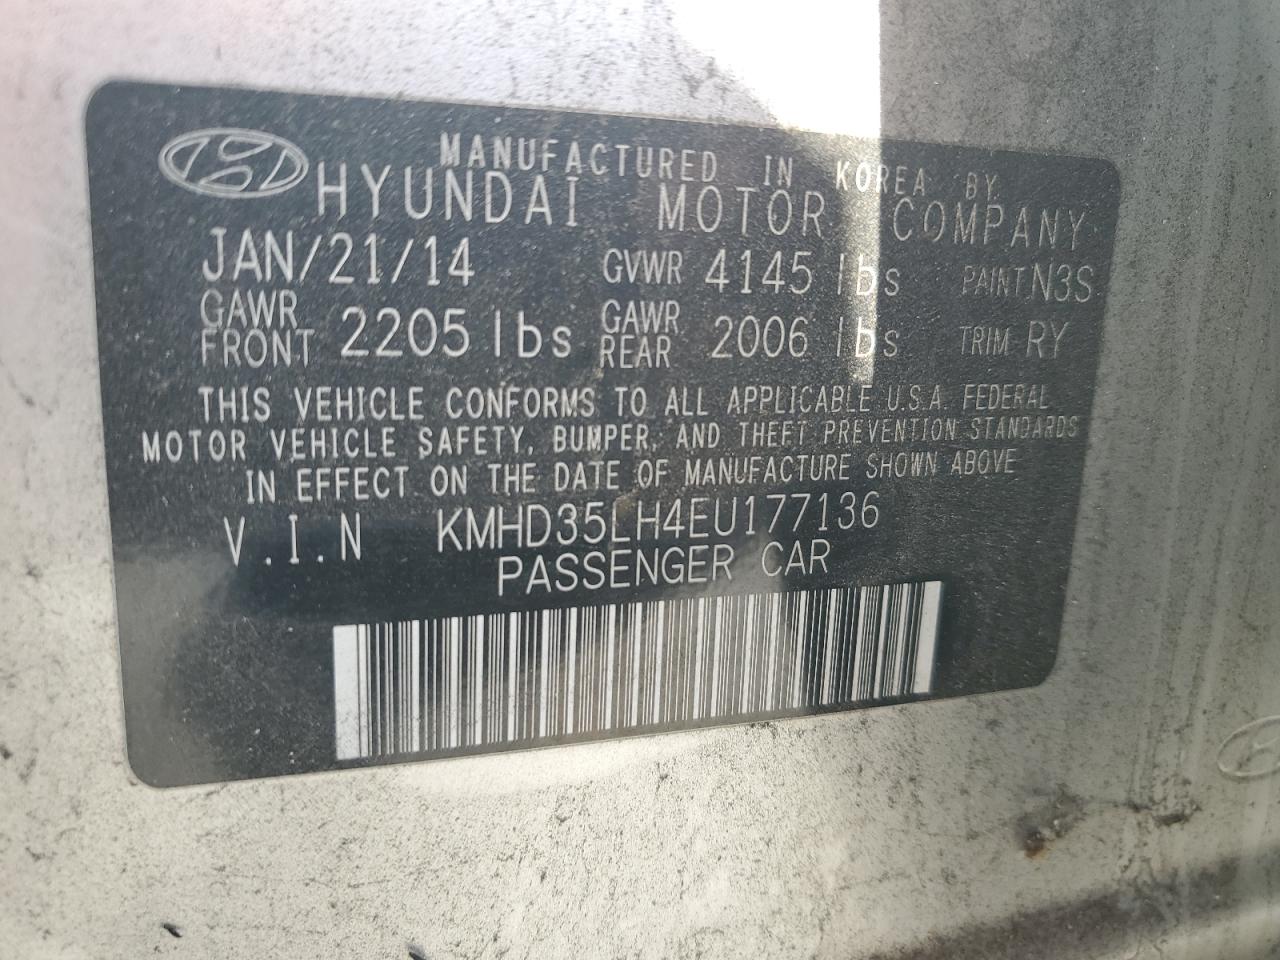 MANUFACTURED IN KOREA BY
HYUNDAI MOTOR COMPANY
JAN/21/14 GVWR 4145 lbs PAINT N3S
GAWR FRONT 2205 lbs GAWR REAR 2006 lbs TRIM RY
THIS VEHICLE CONFORMS TO ALL APPLICABLE U.S.A. FEDERAL
MOTOR VEHICLE SAFETY, BUMPER, AND THEFT PREVENTION STANDARDS
IN EFFECT ON THE DATE OF MANUFACTURE SHOWN ABOVE
V.I.N KMHD35LH4EU177136
PASSENGER CAR